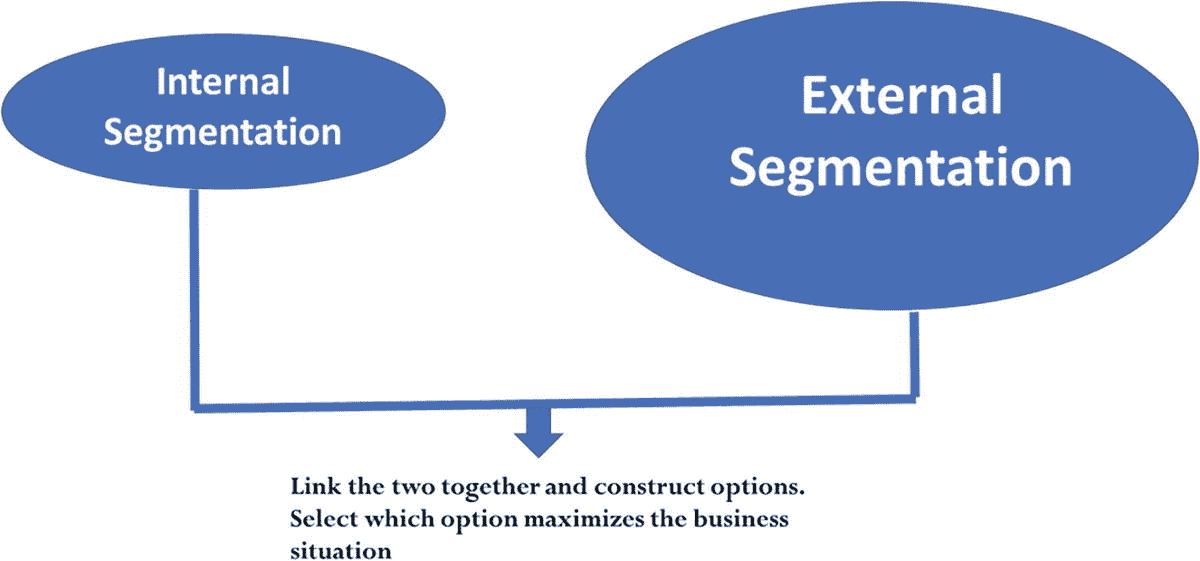 Internal
Segmentation
External
Segmentation
Link the two together and construct options.
Select which option maximizes the business
situation